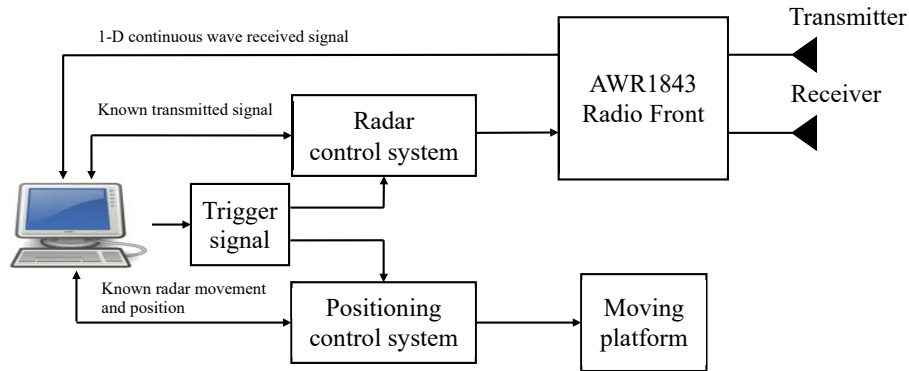 Transmitter
1-D continuous wave received signal
AWR1843
Radio Front
Receiver
Known transmitted signal
Radar
control system
Trigger
signal
Known radar movement
and position
Positioning
control system
Moving
platform